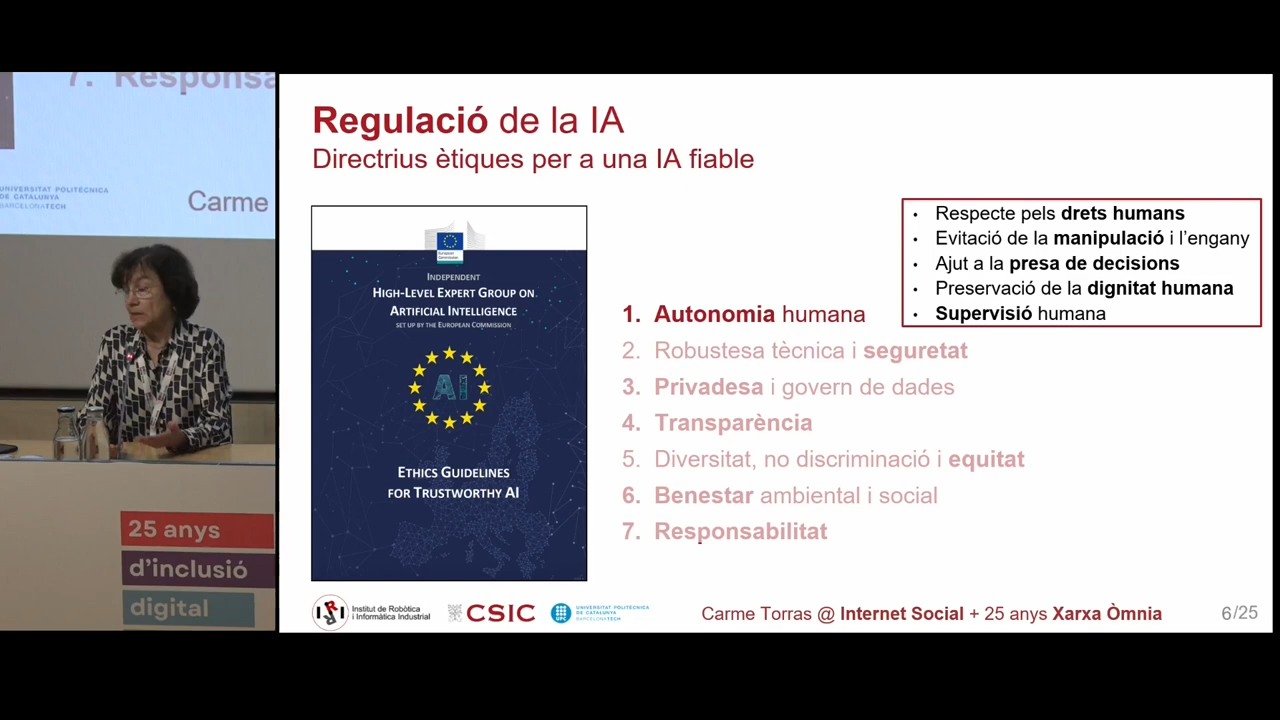 7. Responsa
UNIVERSITAT POLITÈCNICA
DE CATALUNYA
BARCELONATECH
Carme
25 anys
d'inclusió
digital
Regulació de la IA
Directrius ètiques per a una IA fiable
European
Commission
INDEPENDENT
HIGH-LEVEL EXPERT GROUP ON
ARTIFICIAL INTELLIGENCE
SET UP BY THE EUROPEAN COMMISSION
AI
ETHICS GUIDELINES
FOR TRUSTWORTHY AI
• Respecte pels drets humans
• Evitació de la manipulació i l'engany
• Ajut a la presa de decisions
• Preservació de la dignitat humana
• Supervisió humana
1. Autonomia humana
2. Robustesa tècnica i seguretat
3. Privadesa i govern de dades
4. Transparència
5. Diversitat, no discriminació i equitat
6. Benestar ambiental i social
7. Responsabilitat
IRI Institut de Robòtica
i Informàtica Industrial
CSIC
UPC
UNIVERSITAT POLITÈCNICA
DE CATALUNYA
BARCELONATECH
Carme Torras @ Internet Social + 25 anys Xarxa Òmnia
6/25